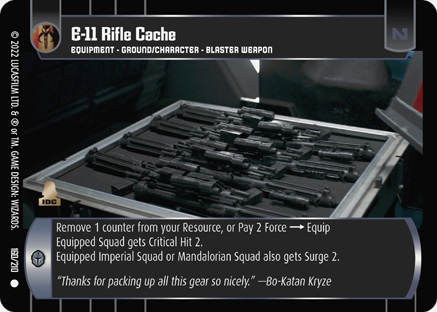 E-11 Rifle Cache
EQUIPMENT - GROUND/CHARACTER - BLASTER WEAPON
N
IDC
Remove 1 counter from your Resource, or Pay 2 Force → Equip
Equipped Squad gets Critical Hit 2.
Equipped Imperial Squad or Mandalorian Squad also gets Surge 2.
"Thanks for packing up all this gear so nicely." —Bo-Katan Kryze
© 2022 LUCASFILM LTD. & ® or TM. GAME DESIGN: WIZARDS.
160/210